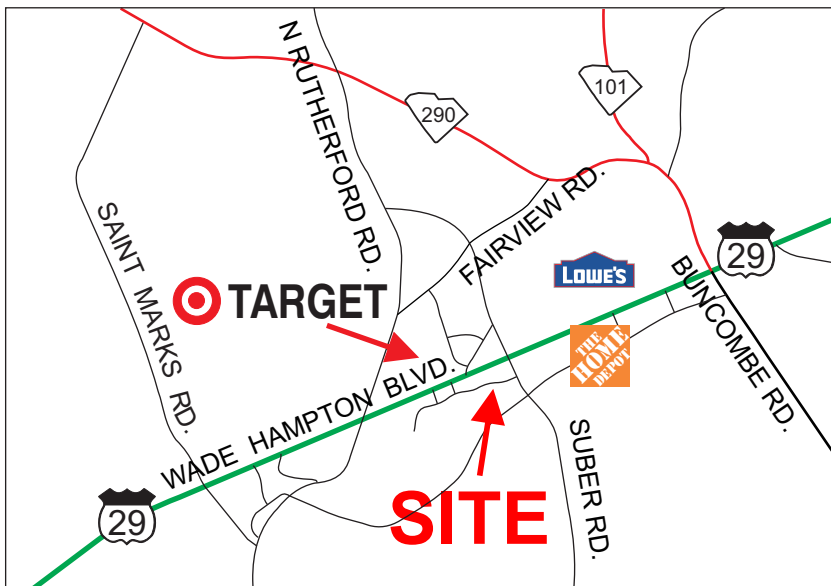 N RUTHERFORD RD.
290
101
FAIRVIEW RD.
29
SAINT MARKS RD.
TARGET
LOWE'S
BUNCOMBE RD.
THE
HOME
DEPOT
WADE HAMPTON BLVD.
SUBER RD.
SITE
29